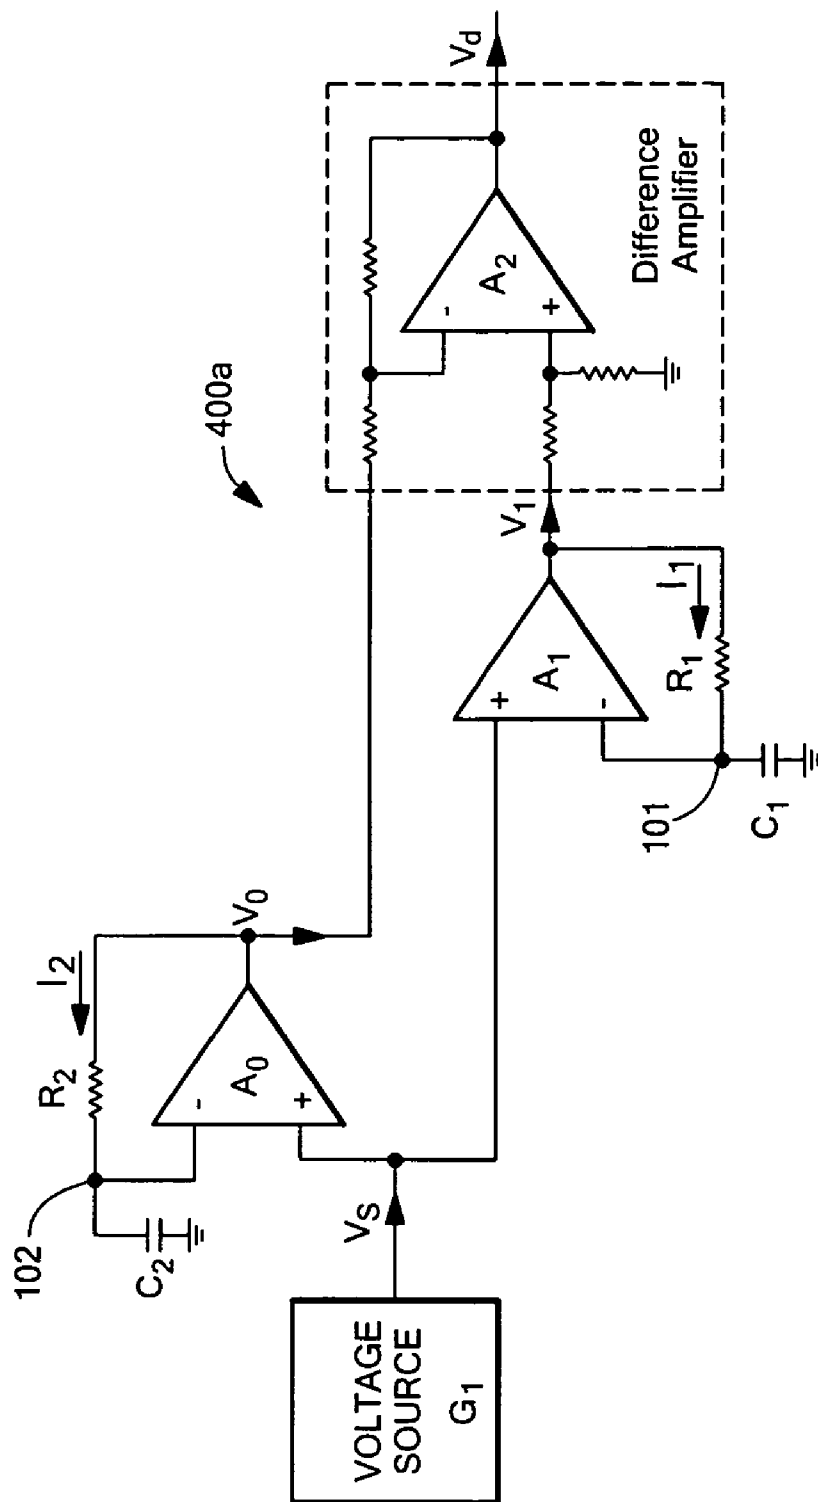 400a
102
C2
R2
I2
A0
-
+
V0
VOLTAGE
SOURCE
G1
VS
101
C1
R1
I1
A1
+
-
V1
A2
-
+
Difference
Amplifier
Vd